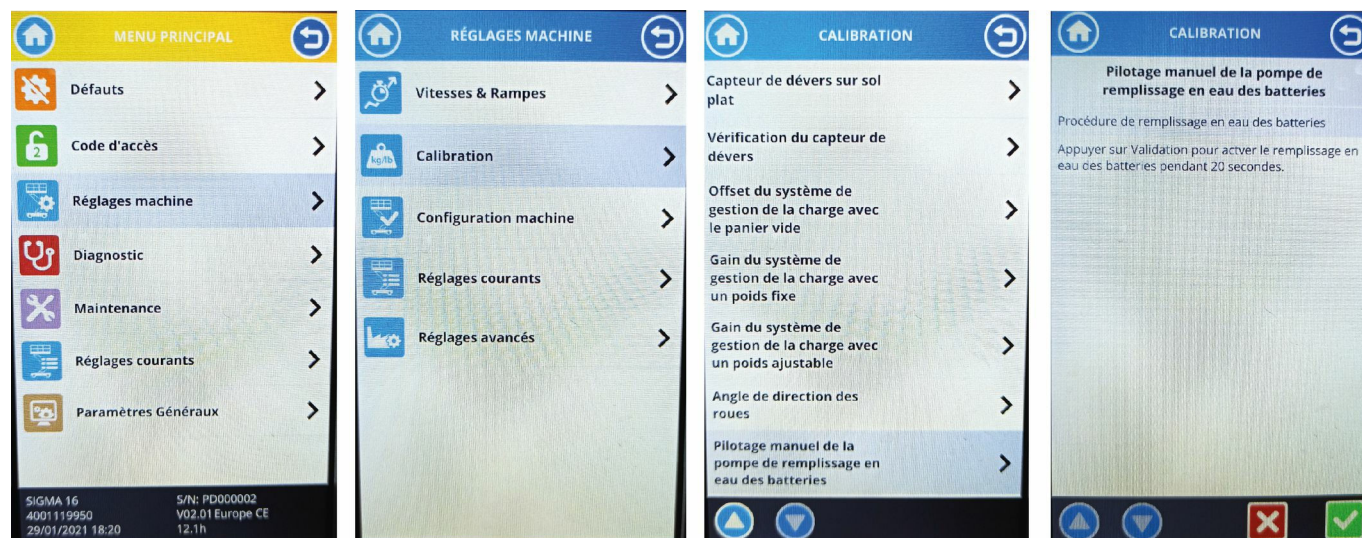 MENU PRINCIPAL
Défauts
2
Code d'accès
Réglages machine
Diagnostic
Maintenance
Réglages courants
Paramètres Généraux
SIGMA 16
4001119950
29/01/2021 18:20
S/N: PD000002
V02.01 Europe CE
12.1h
RÉGLAGES MACHINE
Vitesses & Rampes
kg/lb
Calibration
Configuration machine
Réglages courants
Réglages avancés
CALIBRATION
Capteur de dévers sur sol
plat
Vérification du capteur de
dévers
Offset du système de
gestion de la charge avec
le panier vide
Gain du système de
gestion de la charge avec
un poids fixe
Gain du système de
gestion de la charge avec
un poids ajustable
Angle de direction des
roues
Pilotage manuel de la
pompe de remplissage en
eau des batteries
CALIBRATION
Pilotage manuel de la pompe de
remplissage en eau des batteries
Procédure de remplissage en eau des batteries
Appuyer sur Validation pour actver le remplissage en
eau des batteries pendant 20 secondes.